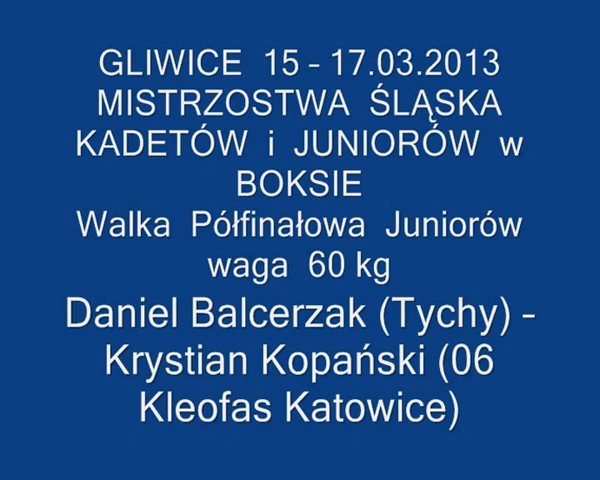 GLIWICE 15 – 17.03.2013
MISTRZOSTWA ŚLĄSKA
KADETÓW i JUNIORÓW w
BOKSIE
Walka Półfinałowa Juniorów
waga 60 kg
Daniel Balcerzak (Tychy) –
Krystian Kopański (06
Kleofas Katowice)